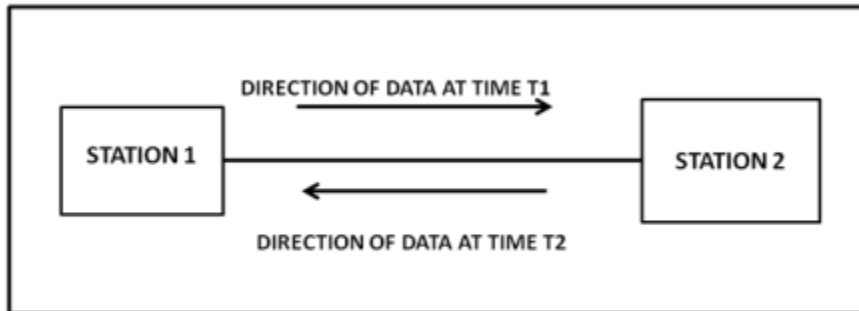 DIRECTION OF DATA AT TIME T1
STATION 1
STATION 2
DIRECTION OF DATA AT TIME T2